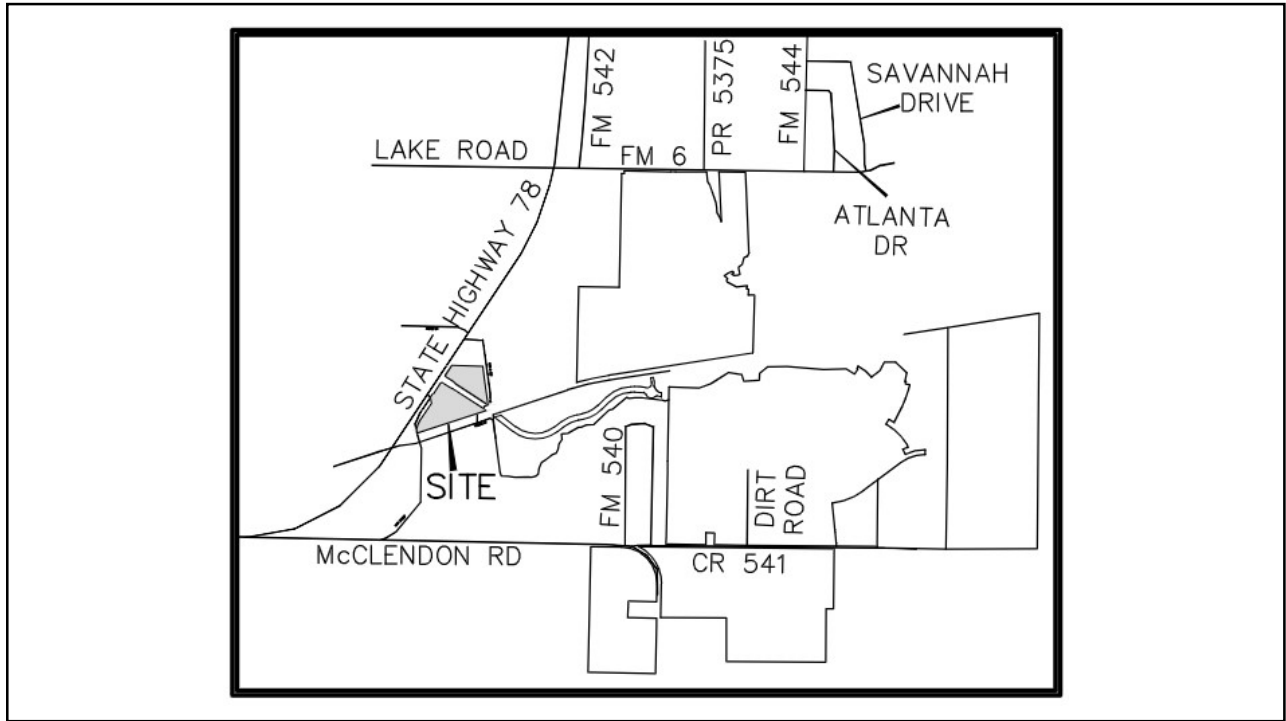 FM 542
PR 5375
FM 544
SAVANNAH
DRIVE
LAKE ROAD
FM 6
ATLANTA
DR
STATE HIGHWAY 78
SITE
FM 540
DIRT
ROAD
McCLENDON RD
CR 541